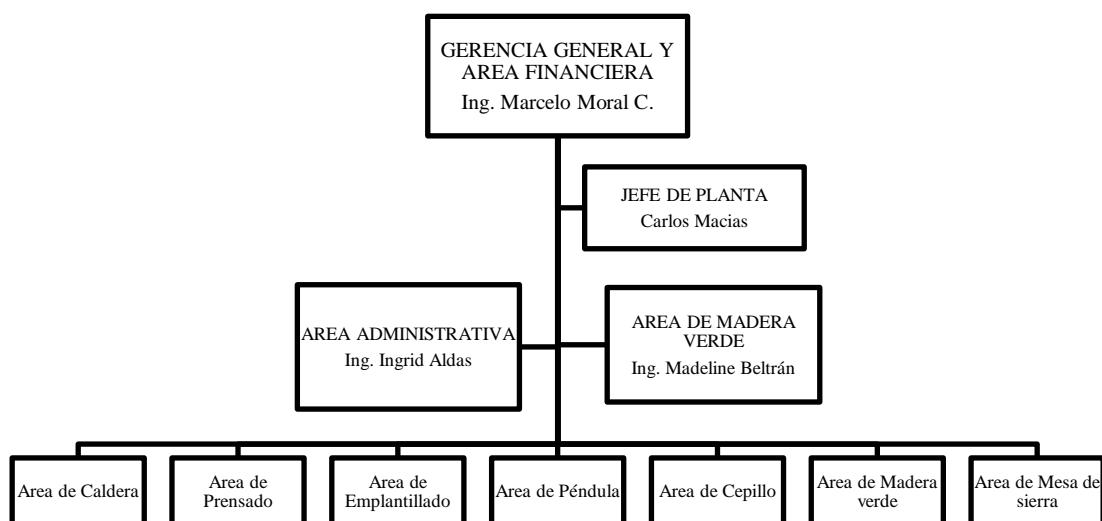 GERENCIA GENERAL Y
AREA FINANCIERA
Ing. Marcelo Moral C.
JEFE DE PLANTA
Carlos Macias
AREA ADMINISTRATIVA
Ing. Ingrid Aldas
AREA DE MADERA
VERDE
Ing. Madeline Beltrán
Area de Caldera
Area de
Prensado
Area de
Emplantillado
Area de Péndula
Area de Cepillo
Area de Madera
verde
Area de Mesa de
sierra